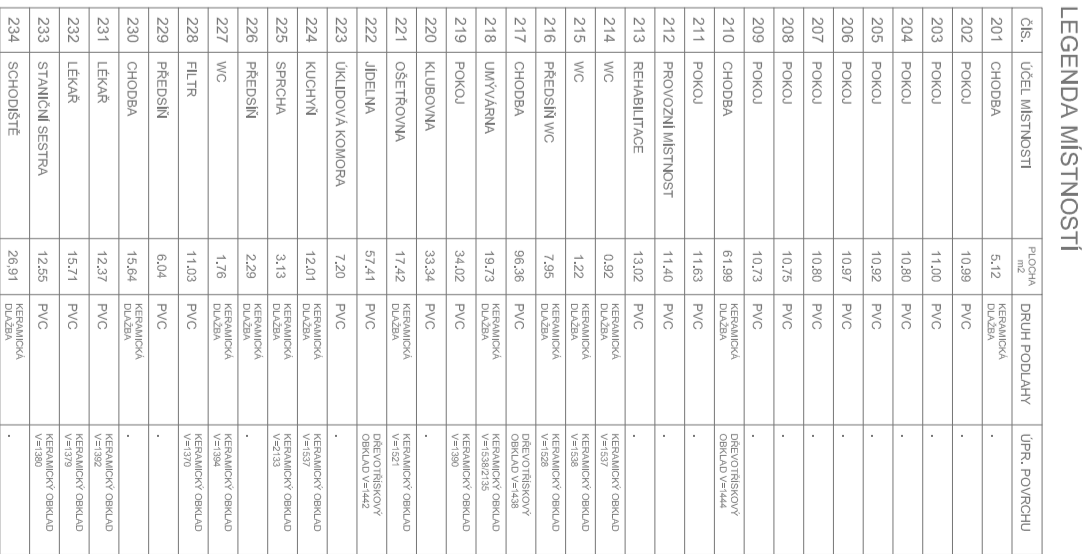 LEGENDA MÍSTNOSTÍ
čís. ÚČEL MÍSTNOSTI PLOCHA m2 DRUH PODLAHY ÚPR. POVRCHU
201 CHODBA 5.12 KERAMICKÁ DLAŽBA .
202 POKOJ 10.99 PVC .
203 POKOJ 11.00 PVC .
204 POKOJ 10.80 PVC .
205 POKOJ 10.92 PVC .
206 POKOJ 10.97 PVC .
207 POKOJ 10.80 PVC .
208 POKOJ 10.75 PVC .
209 POKOJ 10.73 PVC .
210 CHODBA 61.99 KERAMICKÁ DLAŽBA DŘEVOTŘÍSKOVÝ OBKLAD V=1444
211 POKOJ 11.63 PVC .
212 PROVOZNÍ MÍSTNOST 11.40 PVC .
213 REHABILITACE 13.02 PVC .
214 WC 0.92 KERAMICKÁ DLAŽBA KERAMICKÝ OBKLAD V=1537
215 WC 1.22 KERAMICKÁ DLAŽBA KERAMICKÝ OBKLAD V=1536
216 PŘEDSÍŇ WC 7.95 KERAMICKÁ DLAŽBA KERAMICKÝ OBKLAD V=1528
217 CHODBA 96.36 PVC DŘEVOTŘÍSKOVÝ OBKLAD V=1438
218 UMÝVÁRNA 19.73 KERAMICKÁ DLAŽBA KERAMICKÝ OBKLAD V=1538/2135
219 POKOJ 34.02 PVC KERAMICKÝ OBKLAD V=1390
220 KLUBOVNA 33.34 PVC .
221 OŠETŘOVNA 17.42 KERAMICKÁ DLAŽBA KERAMICKÝ OBKLAD V=1521
222 JÍDELNA 57.41 PVC DŘEVOTŘÍSKOVÝ OBKLAD V=1442
223 ÚKLIDOVÁ KOMORA 7.20 PVC .
224 KUCHYŇ 12.01 KERAMICKÁ DLAŽBA KERAMICKÝ OBKLAD V=1537
225 SPRCHA 3.13 KERAMICKÁ DLAŽBA KERAMICKÝ OBKLAD V=2133
226 PŘEDSÍŇ 2.29 KERAMICKÁ DLAŽBA .
227 WC 1.76 KERAMICKÁ DLAŽBA KERAMICKÝ OBKLAD V=1394
228 FILTR 11.03 PVC KERAMICKÝ OBKLAD V=1370
229 PŘEDSÍŇ 6.04 PVC .
230 CHODBA 15.64 KERAMICKÁ DLAŽBA .
231 LÉKAŘ 12.37 PVC KERAMICKÝ OBKLAD V=1392
232 LÉKAŘ 15.71 PVC KERAMICKÝ OBKLAD V=1379
233 STANIČNÍ SESTRA 12.55 PVC KERAMICKÝ OBKLAD V=1380
234 SCHODIŠTĚ 26.91 KERAMICKÁ DLAŽBA .